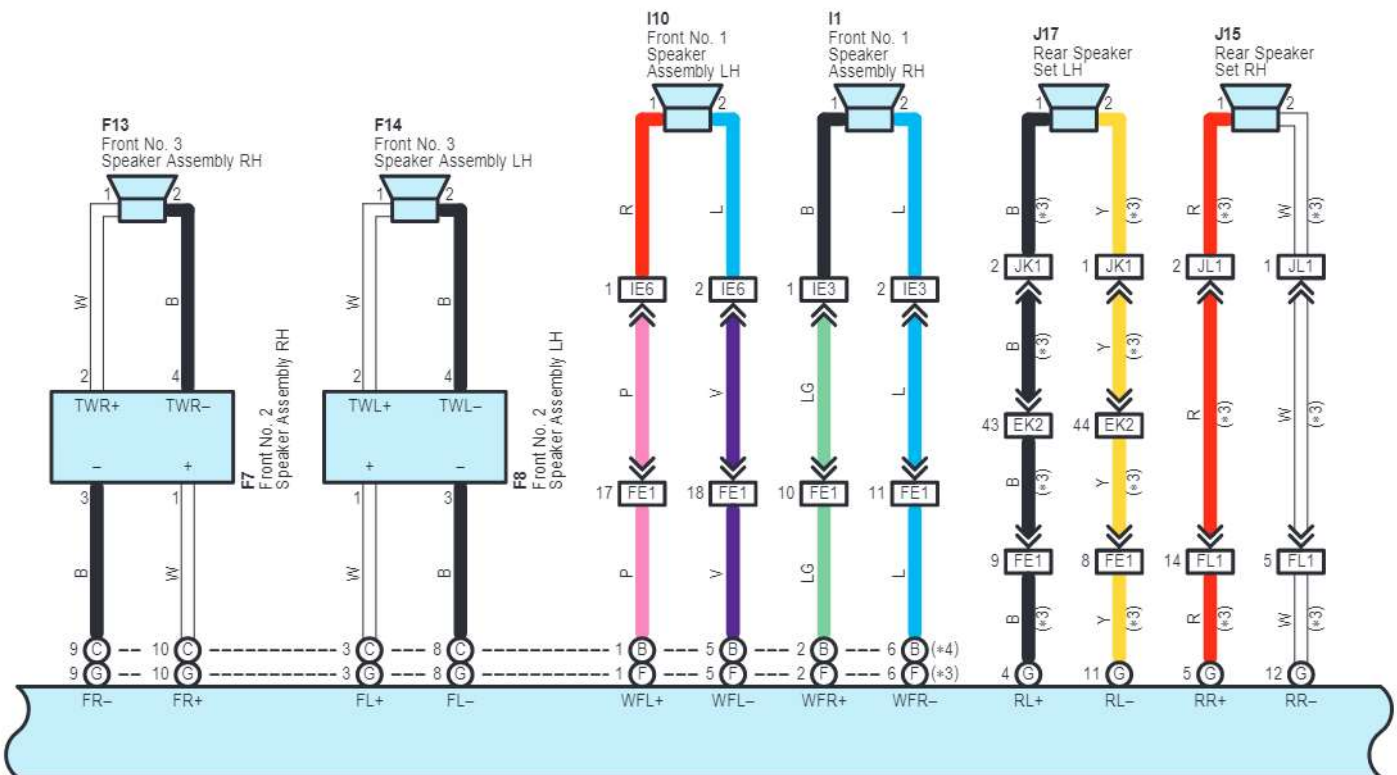 I10
Front No. 1
Speaker
Assembly LH
I1
Front No. 1
Speaker
Assembly RH
J17
Rear Speaker
Set LH
J15
Rear Speaker
Set RH
F13
Front No. 3
Speaker Assembly RH
F14
Front No. 3
Speaker Assembly LH
1 2 1 2 1 2 1 2
1 2 1 2
R L B L B (*3) Y (*3) R (*3) W (*3)
2 JK1 1 JK1 2 JL1 1 JL1
1 IE6 2 IE6 1 IE3 2 IE3
W B W B
B (*3) Y (*3)
2 4 2 4
P V LG L R (*3) W (*3)
TWR+ TWR– TWL+ TWL–
43 EK2 44 EK2
F7
Front No. 2
Speaker Assembly RH
F8
Front No. 2
Speaker Assembly LH
– + + –
B (*3) Y (*3)
3 1 1 3
17 FE1 18 FE1 10 FE1 11 FE1
9 FE1 8 FE1 14 FL1 5 FL1
B W W B P V LG L
B (*3) Y (*3) R (*3) W (*3)
9 C 10 C 3 C 8 C 1 B 5 B 2 B 6 B (*4)
9 G 10 G 3 G 8 G 1 F 5 F 2 F 6 F (*3) 4 G 11 G 5 G 12 G
FR– FR+ FL+ FL– WFL+ WFL– WFR+ WFR– RL+ RL– RR+ RR–